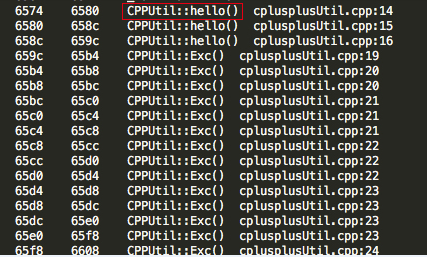 6574 6580 CPPUtil::hello() cplusplusUtil.cpp:14
6580 658c CPPUtil::hello() cplusplusUtil.cpp:15
658c 659c CPPUtil::hello() cplusplusUtil.cpp:16
659c 65b4 CPPUtil::Exc() cplusplusUtil.cpp:19
65b4 65b8 CPPUtil::Exc() cplusplusUtil.cpp:20
65b8 65bc CPPUtil::Exc() cplusplusUtil.cpp:20
65bc 65c0 CPPUtil::Exc() cplusplusUtil.cpp:21
65c0 65c4 CPPUtil::Exc() cplusplusUtil.cpp:21
65c4 65c8 CPPUtil::Exc() cplusplusUtil.cpp:21
65c8 65cc CPPUtil::Exc() cplusplusUtil.cpp:22
65cc 65d0 CPPUtil::Exc() cplusplusUtil.cpp:22
65d0 65d4 CPPUtil::Exc() cplusplusUtil.cpp:22
65d4 65d8 CPPUtil::Exc() cplusplusUtil.cpp:23
65d8 65dc CPPUtil::Exc() cplusplusUtil.cpp:23
65dc 65e0 CPPUtil::Exc() cplusplusUtil.cpp:23
65e0 65f8 CPPUtil::Exc() cplusplusUtil.cpp:23
65f8 6608 CPPUtil::Exc() cplusplusUtil.cpp:24